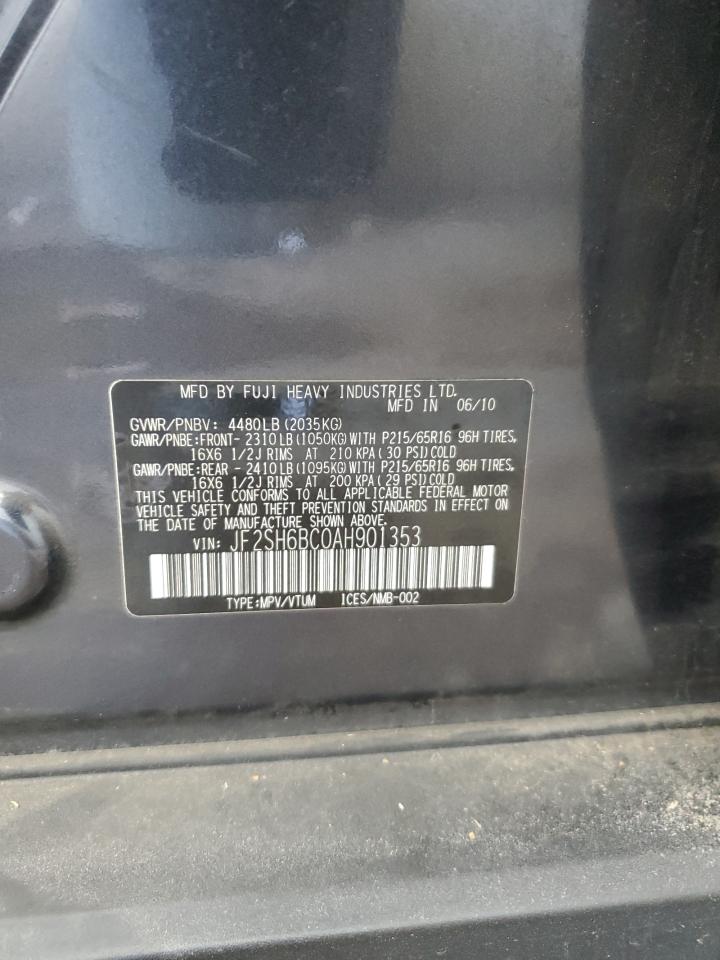 MFD BY FUJI HEAVY INDUSTRIES LTD.
MFD IN 06/10
GVWR/PNBV: 4480LB (2035KG)
GAWR/PNBE:FRONT- 2310LB(1050KG)WITH P215/65R16 96H TIRES,
16X6 1/2J RIMS AT 210 KPA(30 PSI)COLD
GAWR/PNBE:REAR - 2410LB(1095KG)WITH P215/65R16 96H TIRES,
16X6 1/2J RIMS AT 200 KPA(29 PSI)COLD
THIS VEHICLE CONFORMS TO ALL APPLICABLE FEDERAL MOTOR
VEHICLE SAFETY AND THEFT PREVENTION STANDARDS IN EFFECT ON
THE DATE OF MANUFACTURE SHOWN ABOVE.
VIN: JF2SH6BC0AH901353
TYPE:MPV/VTUM ICES/NMB-002